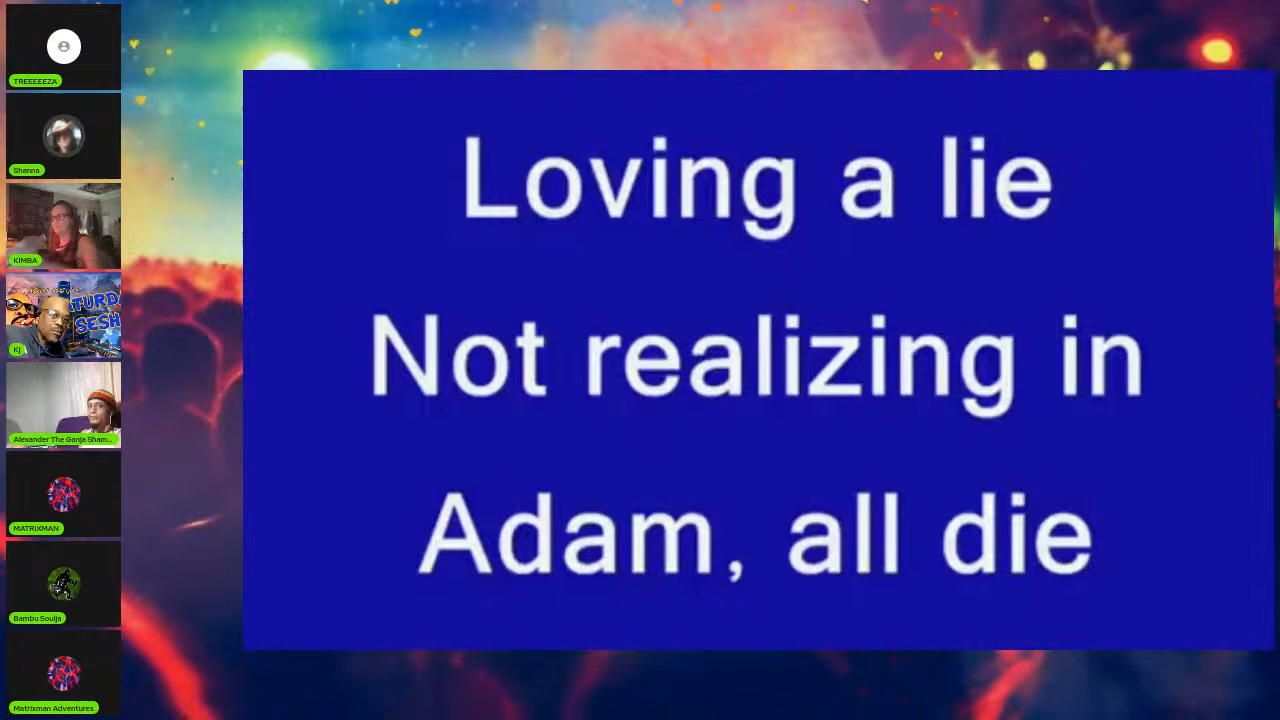 TREEEEEZA
Shanna
KIMBA
KJ
Alexander The Ganja Sham...
MATRIXMAN
Bambu Soulja
Matrixman Adventures
Loving a lie
Not realizing in
Adam, all die